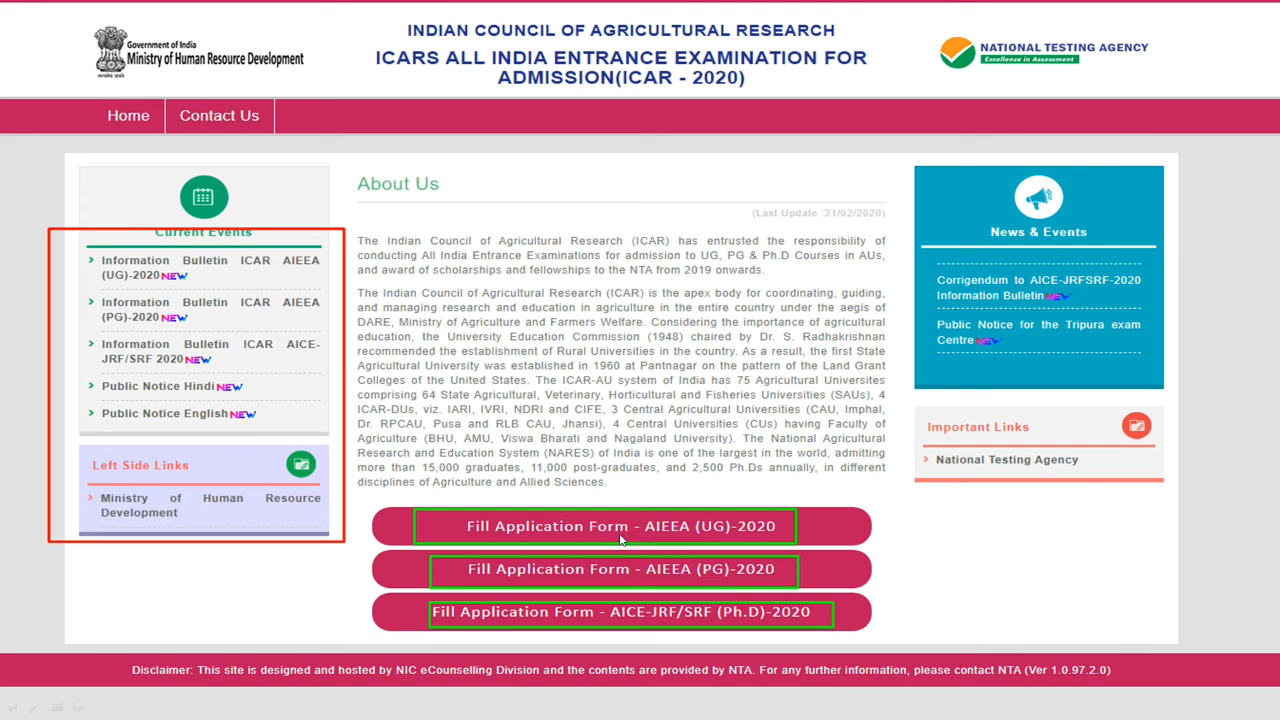 INDIAN COUNCIL OF AGRICULTURAL RESEARCH
ICARS ALL INDIA ENTRANCE EXAMINATION FOR
ADMISSION(ICAR - 2020)
Government of India
Ministry of Human Resource Development
NATIONAL TESTING AGENCY
Excellence in Assessment
Home
Contact Us
Current Events
Information Bulletin ICAR AIEEA
(UG)-2020 NEW
Information Bulletin ICAR AIEEA
(PG)-2020 NEW
Information Bulletin ICAR AICE-
JRF/SRF 2020 NEW
Public Notice Hindi NEW
Public Notice English NEW
Left Side Links
Ministry of Human Resource
Development
About Us
(Last Update :21/02/2020)
The Indian Council of Agricultural Research (ICAR) has entrusted the responsibility of
conducting All India Entrance Examinations for admission to UG, PG & Ph.D Courses in AUs,
and award of scholarships and fellowships to the NTA from 2019 onwards.
The Indian Council of Agricultural Research (ICAR) is the apex body for coordinating, guiding,
and managing research and education in agriculture in the entire country under the aegis of
DARE, Ministry of Agriculture and Farmers Welfare. Considering the importance of agricultural
education, the University Education Commission (1948) chaired by Dr. S. Radhakrishnan
recommended the establishment of Rural Universities in the country. As a result, the first State
Agricultural University was established in 1960 at Pantnagar on the pattern of the Land Grant
Colleges of the United States. The ICAR-AU system of India has 75 Agricultural Universites
comprising 64 State Agricultural, Veterinary, Horticultural and Fisheries Universities (SAUs), 4
ICAR-DUs, viz. IARI, IVRI, NDRI and CIFE, 3 Central Agricultural Universities (CAU, Imphal,
Dr. RPCAU, Pusa and RLB CAU, Jhansi), 4 Central Universities (CUs) having Faculty of
Agriculture (BHU, AMU, Viswa Bharati and Nagaland University). The National Agricultural
Research and Education System (NARES) of India is one of the largest in the world, admitting
more than 15,000 graduates, 11,000 post-graduates, and 2,500 Ph.Ds annually, in different
disciplines of Agriculture and Allied Sciences.
Fill Application Form - AIEEA (UG)-2020
Fill Application Form - AIEEA (PG)-2020
Fill Application Form - AICE-JRF/SRF (Ph.D)-2020
News & Events
Corrigendum to AICE-JRFSRF-2020
Information Bulletin NEW
Public Notice for the Tripura exam
Centre NEW
Important Links
National Testing Agency
Disclaimer: This site is designed and hosted by NIC eCounselling Division and the contents are provided by NTA. For any further information, please contact NTA (Ver 1.0.97.2.0)